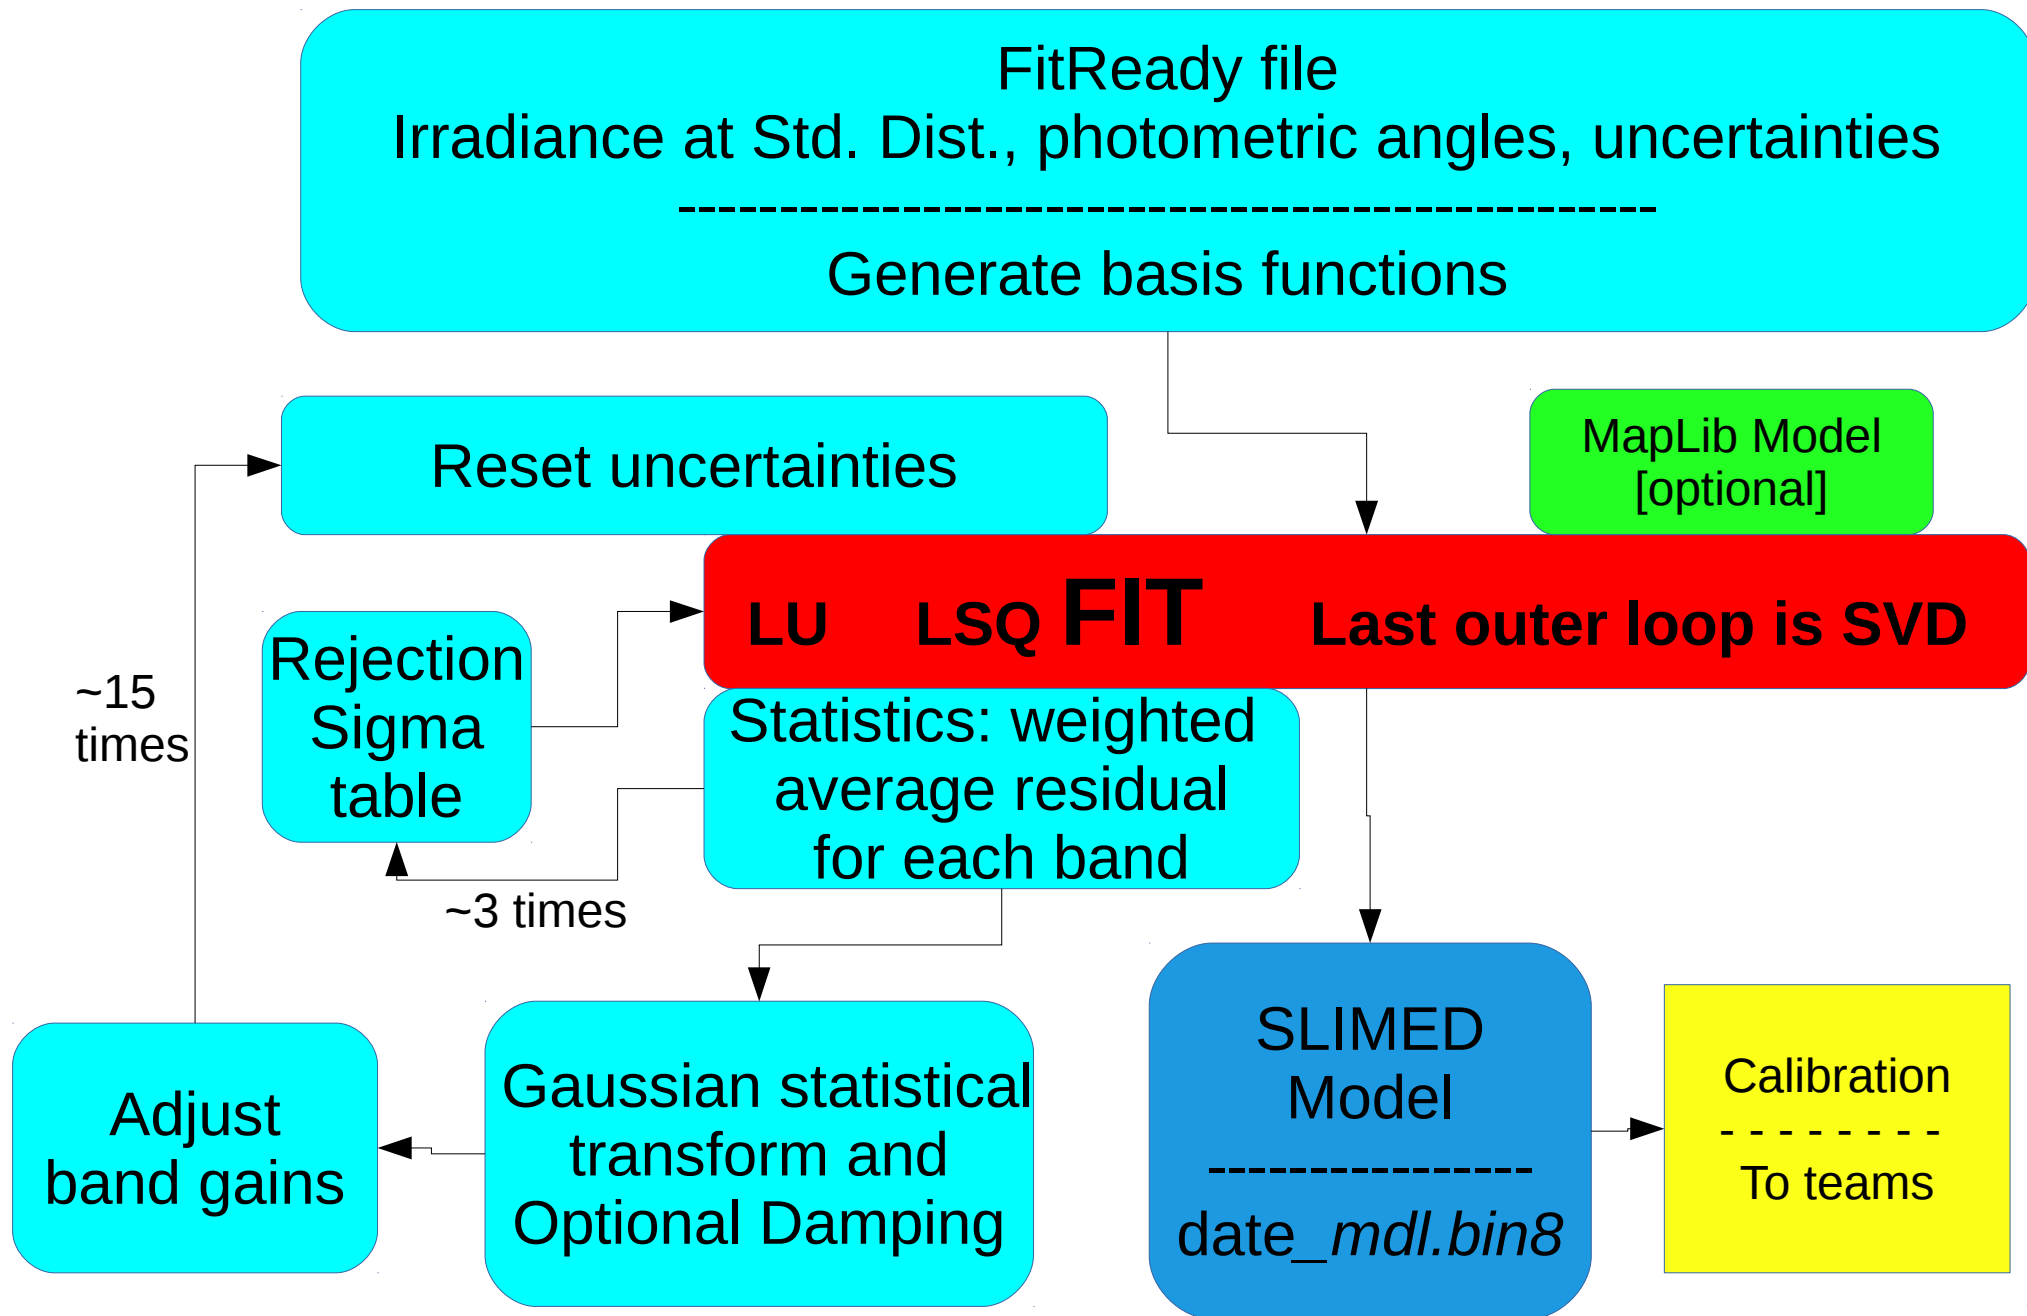 FitReady file
Irradiance at Std. Dist., photometric angles, uncertainties
------------------------------------------------
Generate basis functions
Reset uncertainties
MapLib Model
[optional]
LU LSQ FIT Last outer loop is SVD
Rejection
Sigma
table
~15
times
Statistics: weighted
average residual
for each band
~3 times
Adjust
band gains
Gaussian statistical
transform and
Optional Damping
SLIMED
Model
----------------
date_mdl.bin8
Calibration
- - - - - - - -
To teams